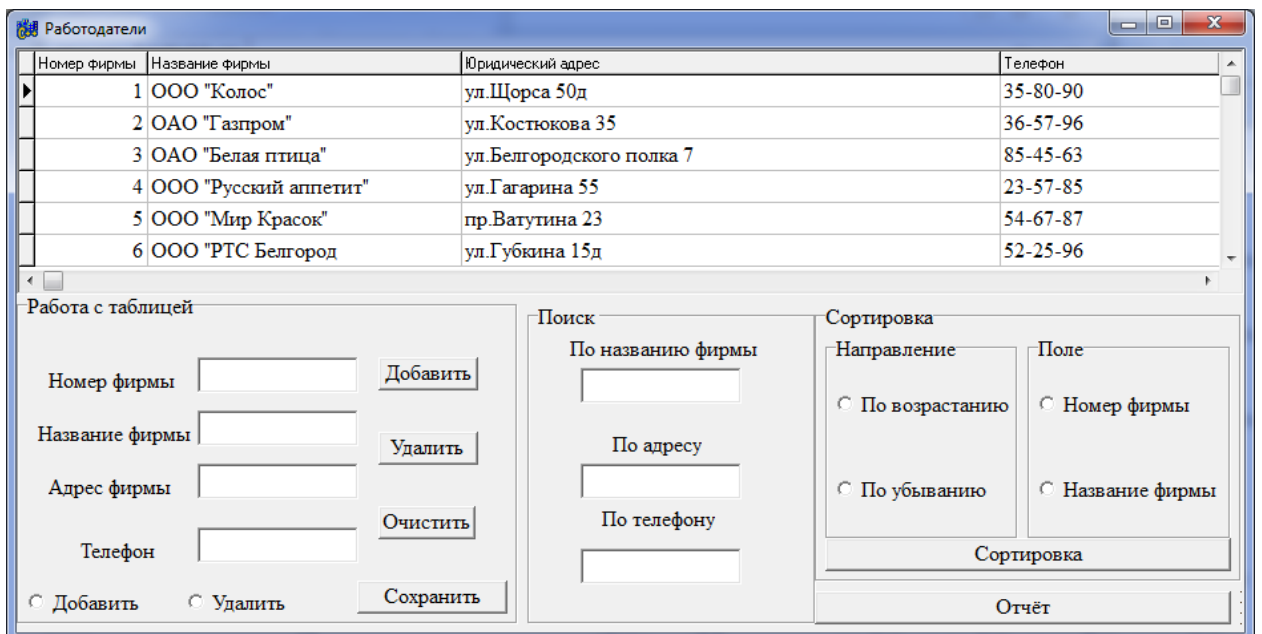 Работодатели
Номер фирмы Название фирмы Юридический адрес Телефон
1 ООО "Колос" ул.Щорса 50д 35-80-90
2 ОАО "Газпром" ул.Костюкова 35 36-57-96
3 ОАО "Белая птица" ул.Белгородского полка 7 85-45-63
4 ООО "Русский аппетит" ул.Гагарина 55 23-57-85
5 ООО "Мир Красок" пр.Ватутина 23 54-67-87
6 ООО "РТС Белгород ул.Губкина 15д 52-25-96
Работа с таблицей
Номер фирмы Добавить
Название фирмы Удалить
Адрес фирмы
Очистить
Телефон
Добавить Удалить Сохранить
Поиск
По названию фирмы
По адресу
По телефону
Сортировка
Направление Поле
По возрастанию Номер фирмы
По убыванию Название фирмы
Сортировка
Отчёт